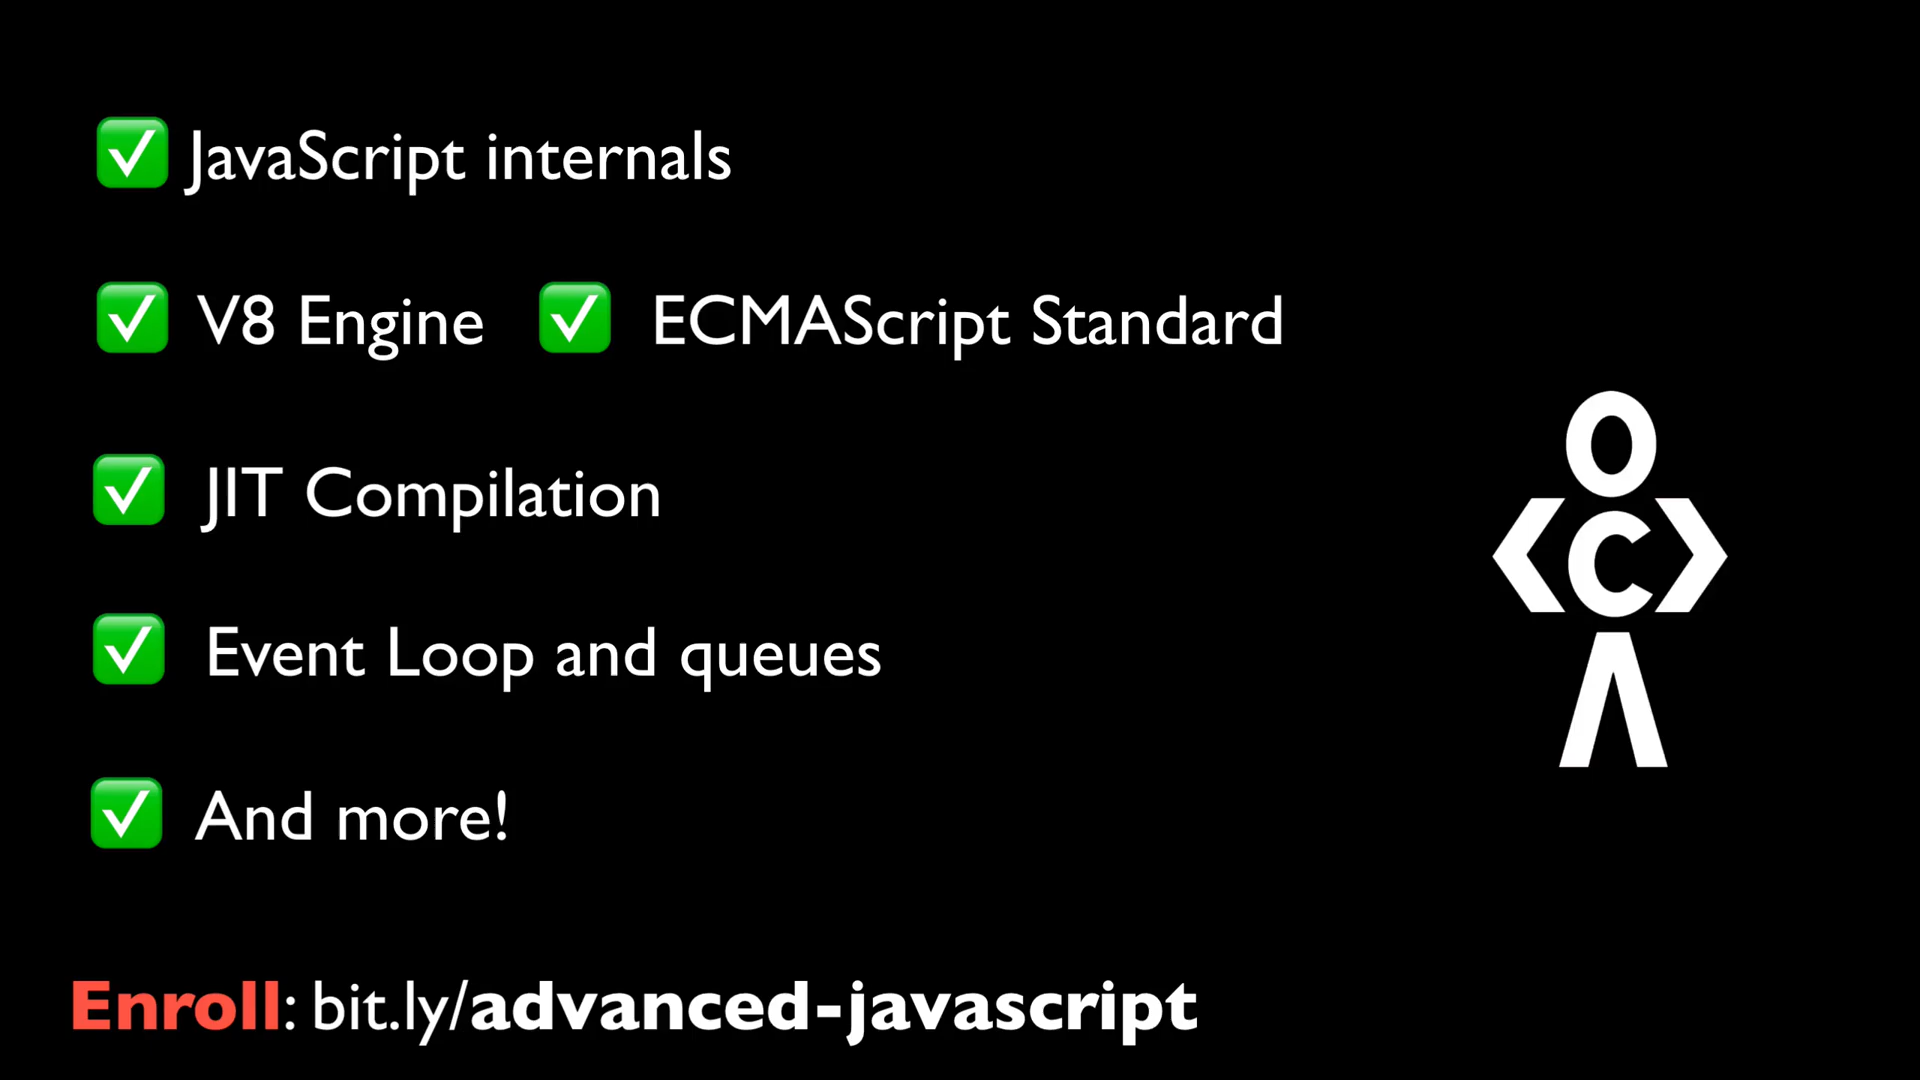 ✅ JavaScript internals
✅ V8 Engine ✅ ECMAScript Standard
✅ JIT Compilation
✅ Event Loop and queues
✅ And more!
O
<C>
Λ
Enroll: bit.ly/advanced-javascript